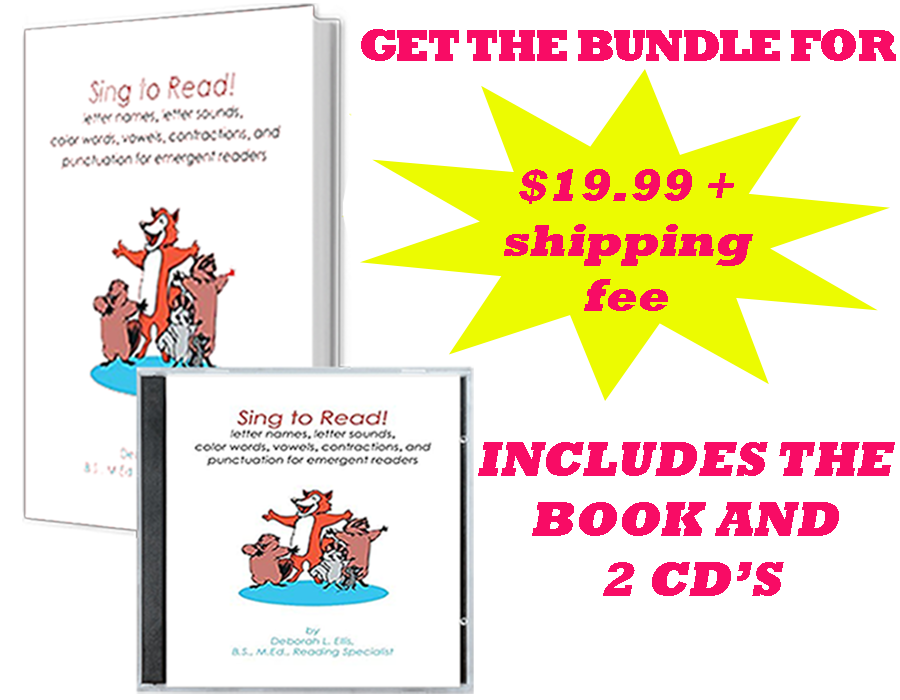 Sing to Read!
letter names, letter sounds,
color words, vowels, contractions, and
punctuation for emergent readers
B.S., M.Ed
GET THE BUNDLE FOR
$19.99 +
shipping
fee
Sing to Read!
letter names, letter sounds,
color words, vowels, contractions, and
punctuation for emergent readers
by
Deborah L. Ellis,
B.S., M.Ed., Reading Specialist
INCLUDES THE
BOOK AND
2 CD'S